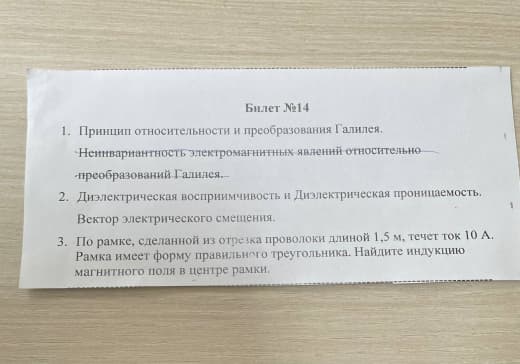 Билет №14
1. Принцип относительности и преобразования Галилея.
Неинвариантность электромагнитных явлений относительно
преобразований Галилея.
2. Диэлектрическая восприимчивость и Диэлектрическая проницаемость.
Вектор электрического смещения.
3. По рамке, сделанной из отрезка проволоки длиной 1,5 м, течет ток 10 А.
Рамка имеет форму правильного треугольника. Найдите индукцию
магнитного поля в центре рамки.